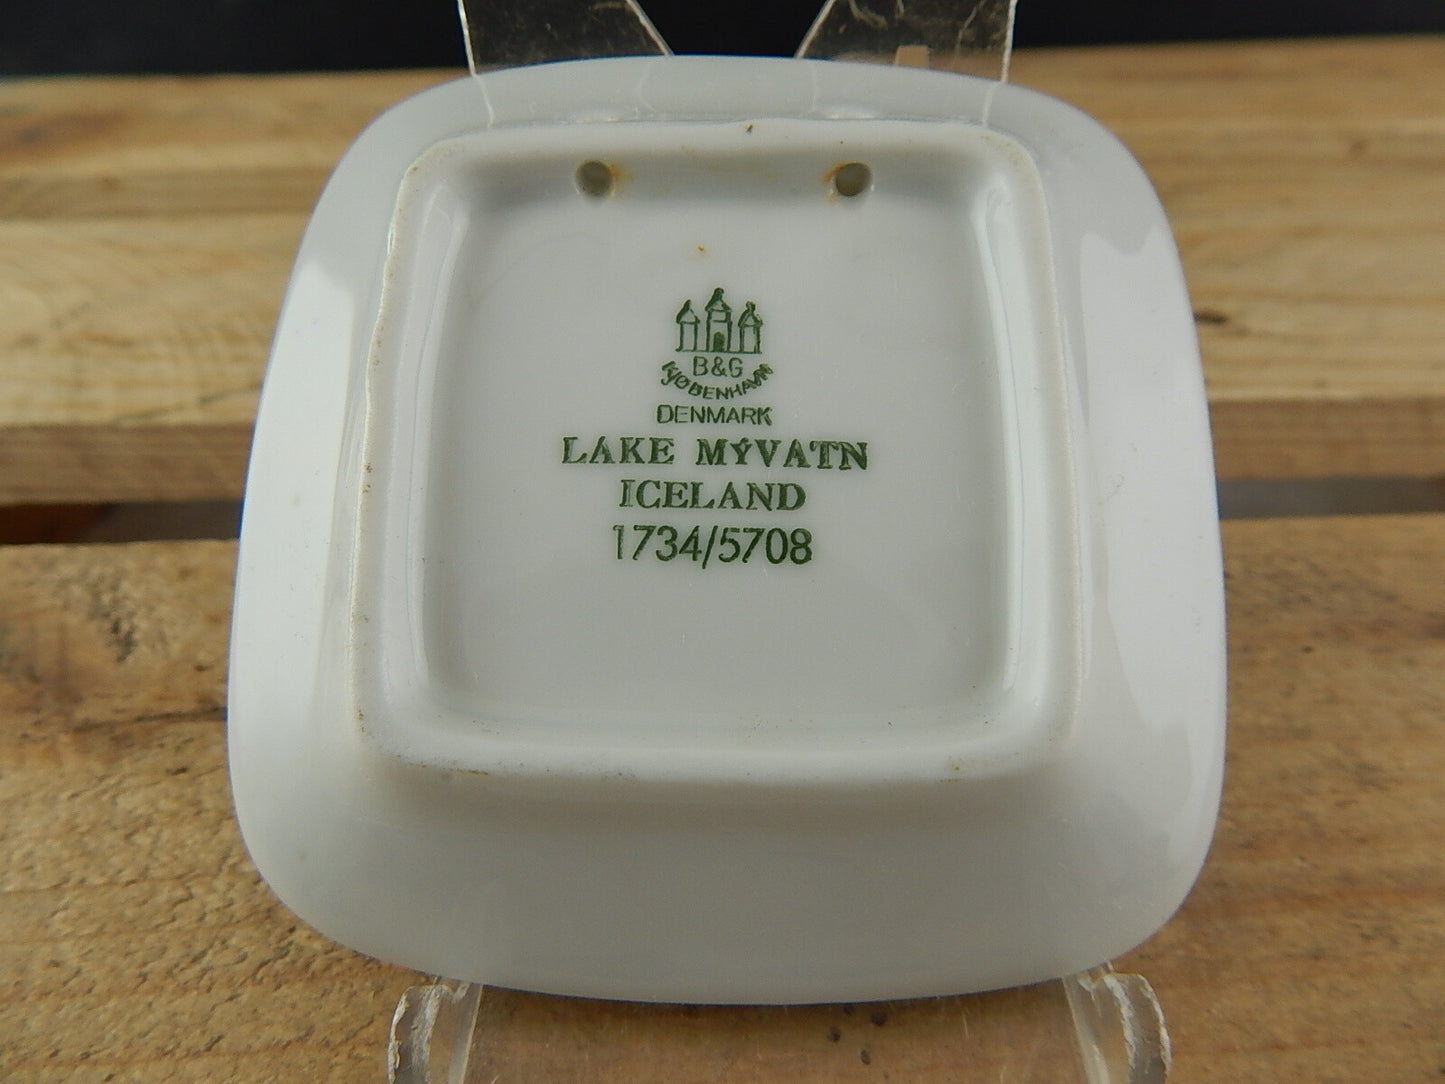 B&G
KJØBENHAVN
DENMARK
LAKE MÝVATN
ICELAND
1734/5708